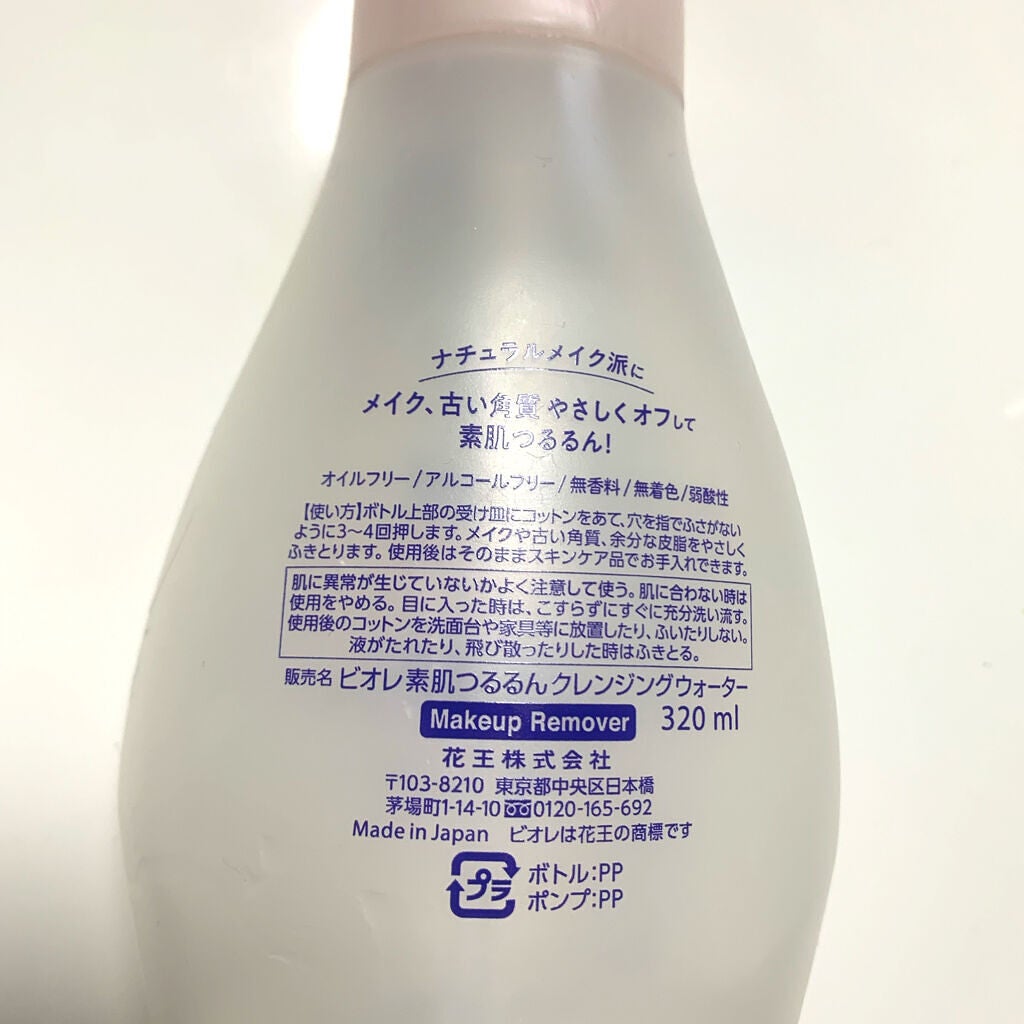 ナチュラルメイク派に
メイク、古い角質 やさしくオフして
素肌つるるん!
オイルフリー/アルコールフリー/無香料/無着色/弱酸性
【使い方】ボトル上部の受け皿にコットンをあて、穴を指でふさがない
ように3〜4回押します。メイクや古い角質、余分な皮脂をやさしく
ふきとります。使用後はそのままスキンケア品でお手入れできます。
肌に異常が生じていないかよく注意して使う。肌に合わない時は
使用をやめる。目に入った時は、こすらずにすぐに充分洗い流す。
使用後のコットンを洗面台や家具等に放置したり、ふいたりしない。
液がたれたり、飛び散ったりした時はふきとる。
販売名 ビオレ素肌つるるんクレンジングウォーター
Makeup Remover 320 ml
花王株式会社
〒103-8210 東京都中央区日本橋
茅場町1-14-10 0120-165-692
Made in Japan ビオレは花王の商標です
プラ ボトル:PP
ポンプ:PP